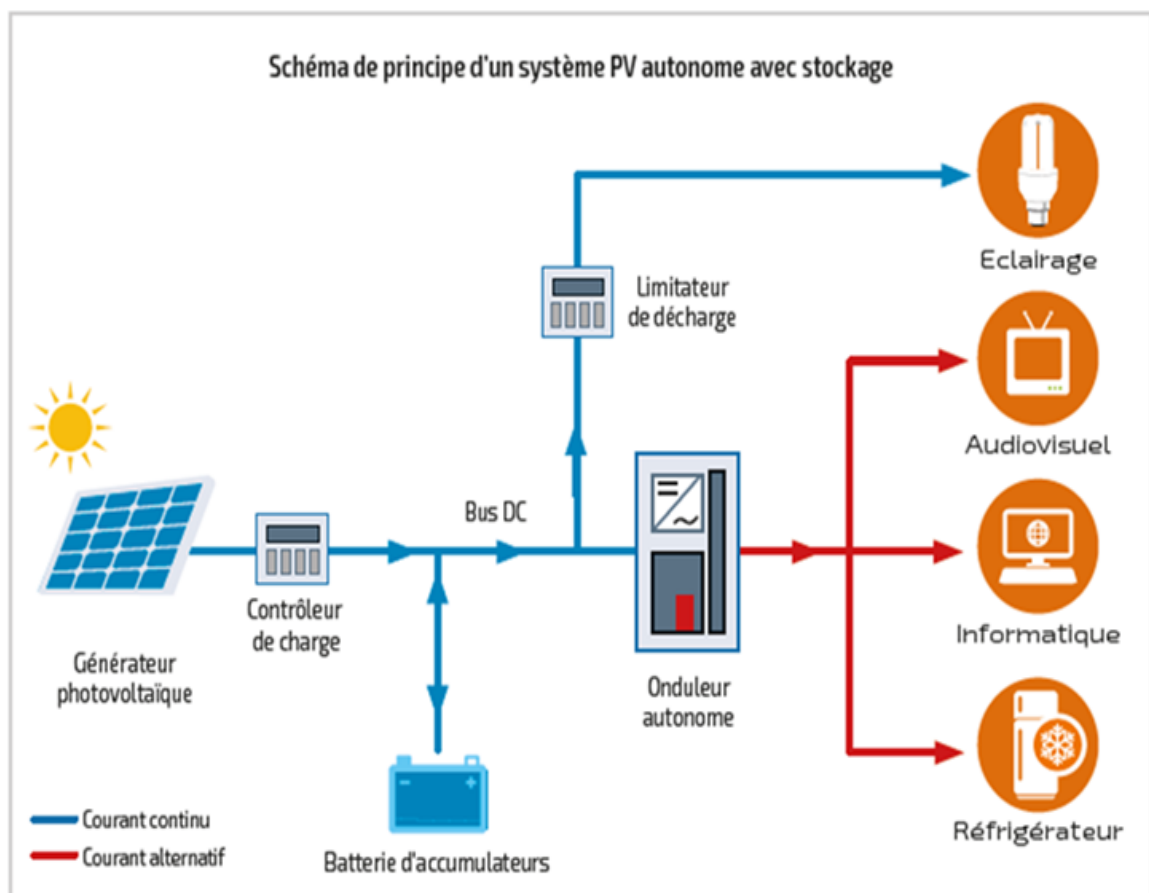 Schéma de principe d'un système PV autonome avec stockage
Eclairage
Limitateur
de décharge
Audiovisuel
Bus DC
Contrôleur
de charge
Informatique
Générateur
photovoltaïque
Onduleur
autonome
Réfrigérateur
Courant continu
Courant alternatif
Batterie d'accumulateurs